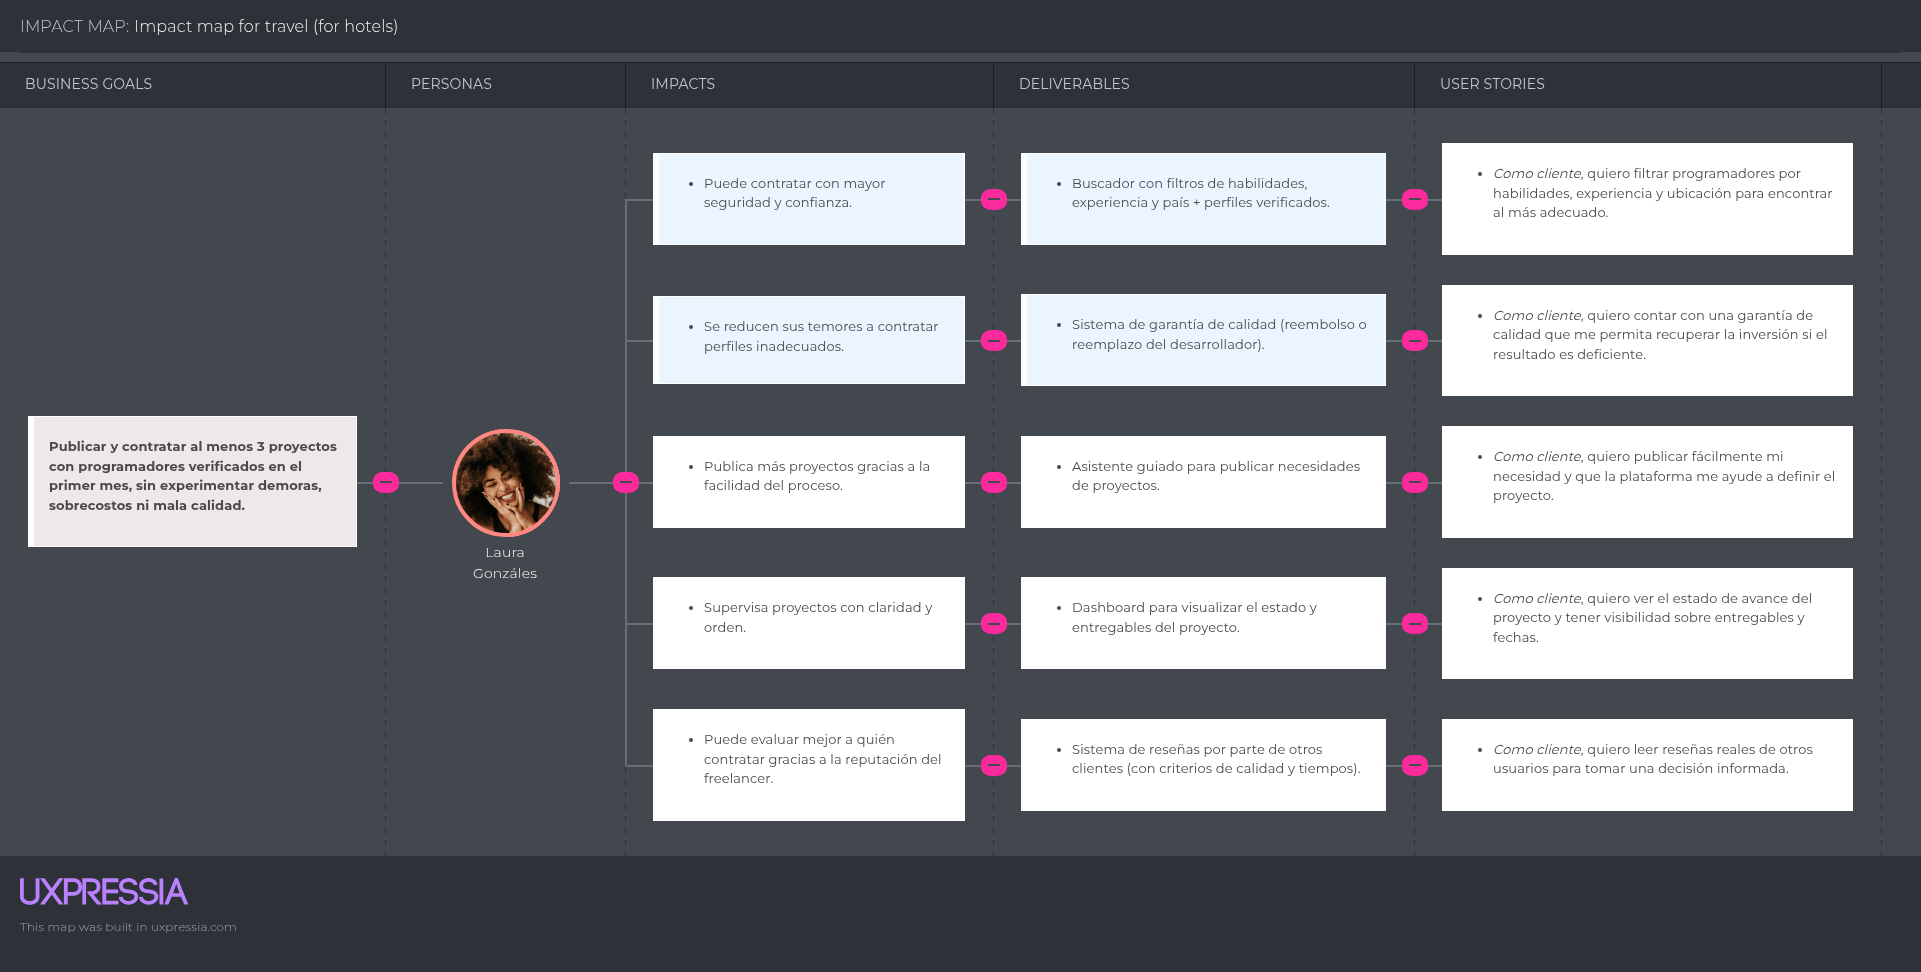 IMPACT MAP: Impact map for travel (for hotels)
BUSINESS GOALS
PERSONAS
IMPACTS
DELIVERABLES
USER STORIES
Publicar y contratar al menos 3 proyectos
con programadores verificados en el
primer mes, sin experimentar demoras,
sobrecostos ni mala calidad.
Laura
Gonzáles
• Puede contratar con mayor
seguridad y confianza.
• Buscador con filtros de habilidades,
experiencia y país + perfiles verificados.
• Como cliente, quiero filtrar programadores por
habilidades, experiencia y ubicación para encontrar
al más adecuado.
• Se reducen sus temores a contratar
perfiles inadecuados.
• Sistema de garantía de calidad (reembolso o
reemplazo del desarrollador).
• Como cliente, quiero contar con una garantía de
calidad que me permita recuperar la inversión si el
resultado es deficiente.
• Publica más proyectos gracias a la
facilidad del proceso.
• Asistente guiado para publicar necesidades
de proyectos.
• Como cliente, quiero publicar fácilmente mi
necesidad y que la plataforma me ayude a definir el
proyecto.
• Supervisa proyectos con claridad y
orden.
• Dashboard para visualizar el estado y
entregables del proyecto.
• Como cliente, quiero ver el estado de avance del
proyecto y tener visibilidad sobre entregables y
fechas.
• Puede evaluar mejor a quién
contratar gracias a la reputación del
freelancer.
• Sistema de reseñas por parte de otros
clientes (con criterios de calidad y tiempos).
• Como cliente, quiero leer reseñas reales de otros
usuarios para tomar una decisión informada.
UXPRESSIA
This map was built in uxpressia.com